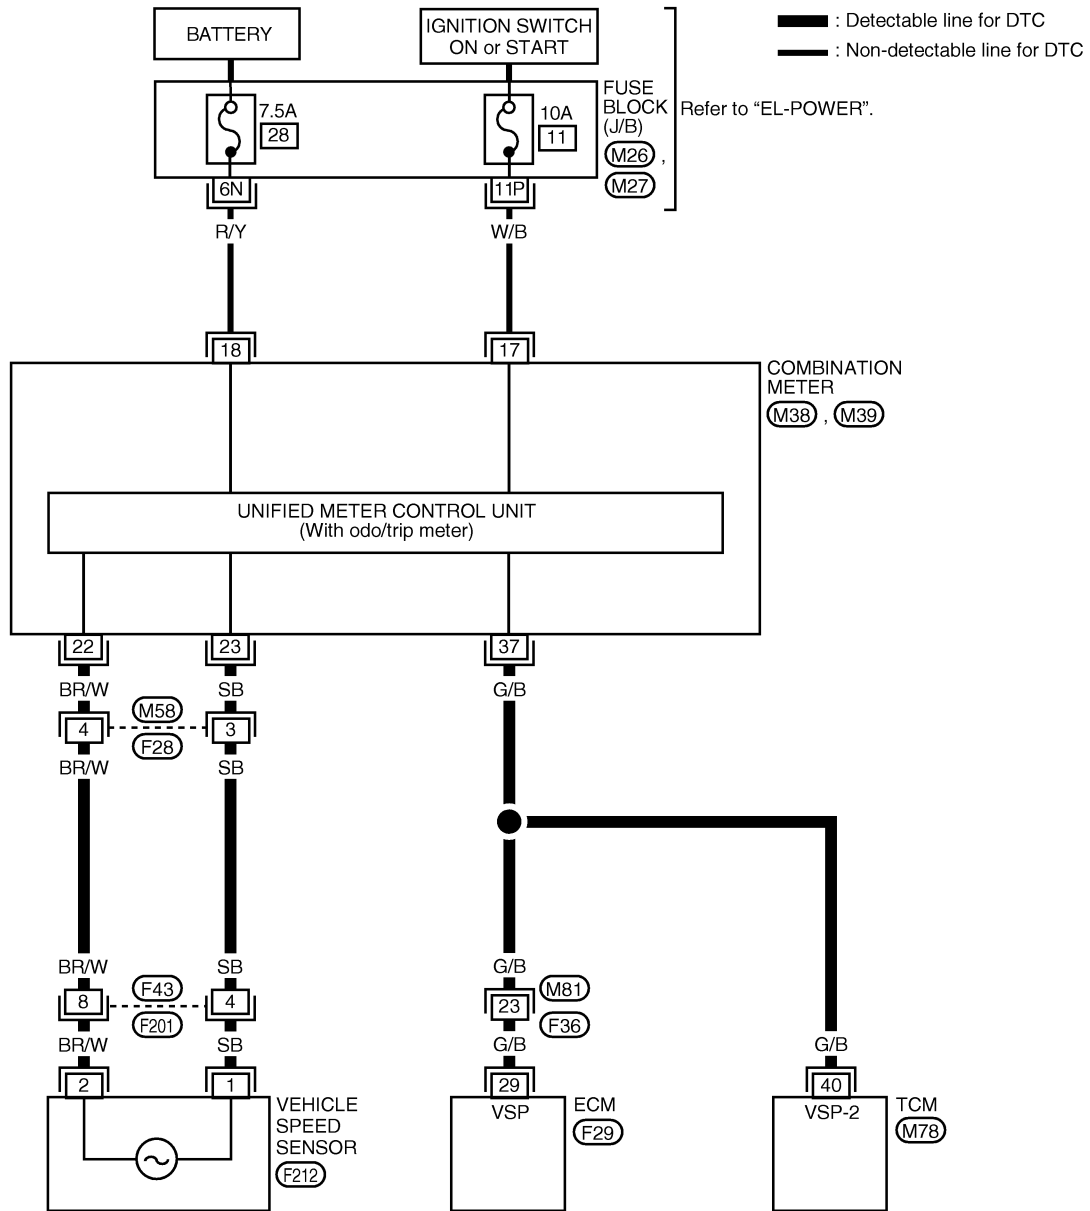 BATTERY
IGNITION SWITCH
ON or START
: Detectable line for DTC
: Non-detectable line for DTC
7.5A
28
10A
11
FUSE
BLOCK
(J/B)
M26 ,
M27
Refer to “EL-POWER”.
6N
11P
R/Y
W/B
18
17
COMBINATION
METER
M38 , M39
UNIFIED METER CONTROL UNIT
(With odo/trip meter)
22
23
37
BR/W
SB
G/B
4
M58
F28
3
BR/W
SB
BR/W
SB
G/B
8
F43
F201
4
23
M81
F36
BR/W
SB
G/B
G/B
2
1
29
40
VEHICLE
SPEED
SENSOR
F212
VSP
ECM
F29
VSP-2
TCM
M78